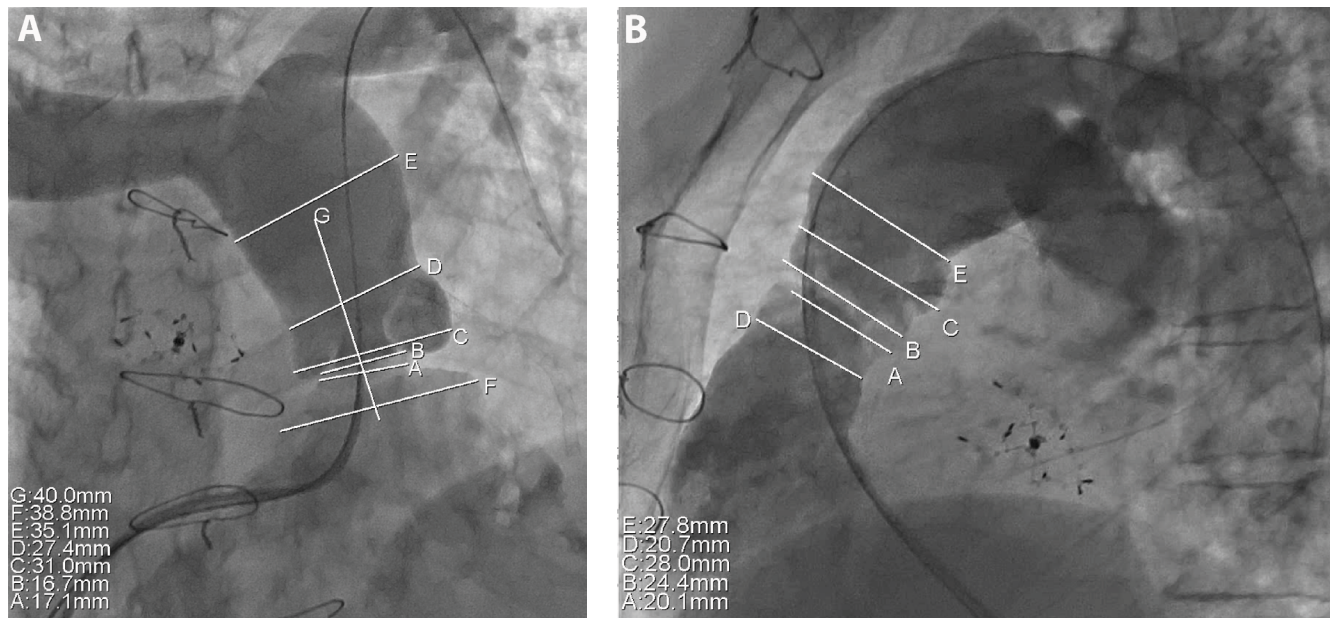 A
E
G
D
C
B
A
F
G:40.0mm
F:38.8mm
E:35.1mm
D:27.4mm
C:31.0mm
B:16.7mm
A:17.1mm
B
E
C
D
B
A
E:27.8mm
D:20.7mm
C:28.0mm
B:24.4mm
A:20.1mm